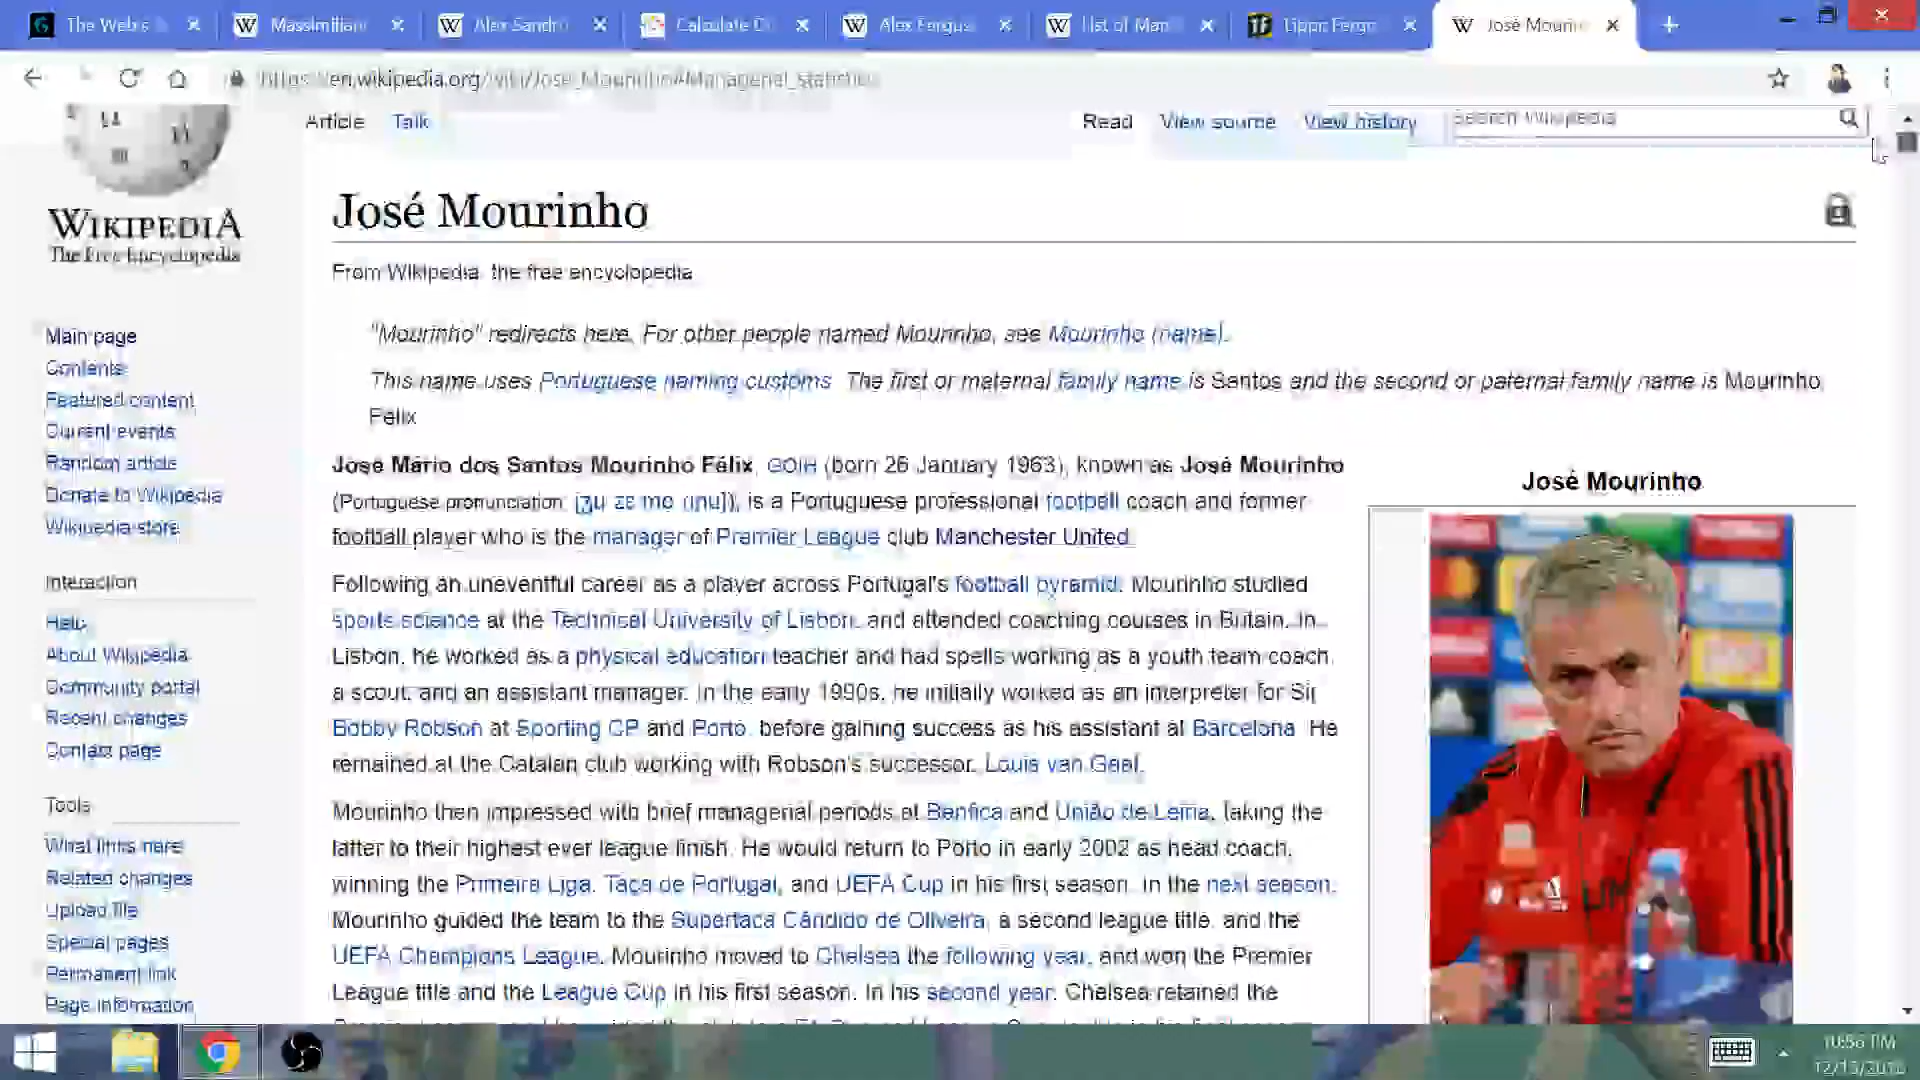 The Web's
Massimilian
Alex Sandro
Calculate D
Alex Fergus
List of Man
Lippi Fergu
José Mourin
en.wikipedia.org/wiki/José_Mourinho#Managerial_statistics
Article
Talk
Read
View source
View history
Search Wikipedia
WIKIPEDIA
The Free Encyclopedia
José Mourinho
From Wikipedia, the free encyclopedia
"Mourinho" redirects here. For other people named Mourinho, see Mourinho (name).
This name uses Portuguese naming customs. The first or maternal family name is Santos and the second or paternal family name is Mourinho
Félix.
José Mário dos Santos Mourinho Félix, GOIH (born 26 January 1963), known as José Mourinho
(Portuguese pronunciation: is a Portuguese professional football coach and former
football player who is the manager of Premier League club Manchester United.
Following an uneventful career as a player across Portugal's football pyramid, Mourinho studied
sports science at the Technical University of Lisbon, and attended coaching courses in Britain. In
Lisbon, he worked as a physical education teacher and had spells working as a youth team coach,
a scout, and an assistant manager. In the early 1990s, he initially worked as an interpreter for Sir
Bobby Robson at Sporting CP and Porto, before gaining success as his assistant at Barcelona. He
remained at the Catalan club working with Robson's successor, Louis van Gaal.
Mourinho then impressed with brief managerial periods at Benfica and União de Leiria, taking the
latter to their highest ever league finish. He would return to Porto in early 2002 as head coach,
winning the Primeira Liga, Taça de Portugal, and UEFA Cup in his first season. In the next season,
Mourinho guided the team to the Supertaça Cândido de Oliveira, a second league title, and the
UEFA Champions League. Mourinho moved to Chelsea the following year, and won the Premier
League title and the League Cup in his first season. In his second year, Chelsea retained the
José Mourinho
Main page
Contents
Featured content
Current events
Random article
Donate to Wikipedia
Wikipedia store
Interaction
Help
About Wikipedia
Community portal
Recent changes
Contact page
Tools
What links here
Related changes
Upload file
Special pages
Permanent link
Page information
10:56 PM